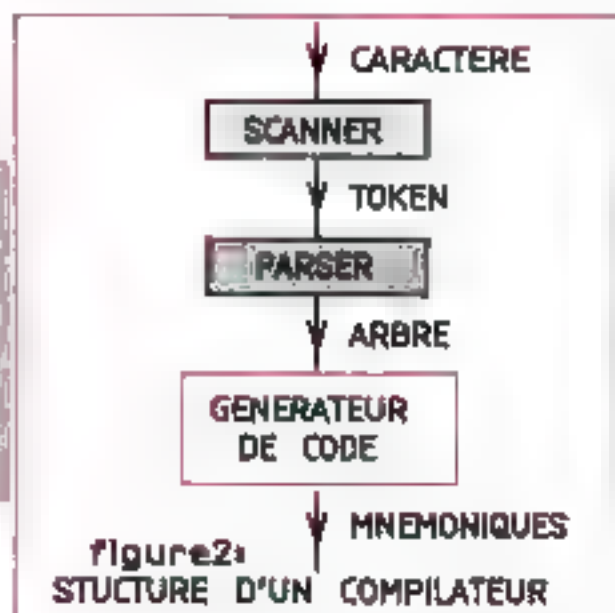 CARACTERE
SCANNER
TOKEN
PARSER
ARBRE
GENERATEUR
DE CODE
MNEMONIQUES
figure2:
STUCTURE D'UN COMPILATEUR